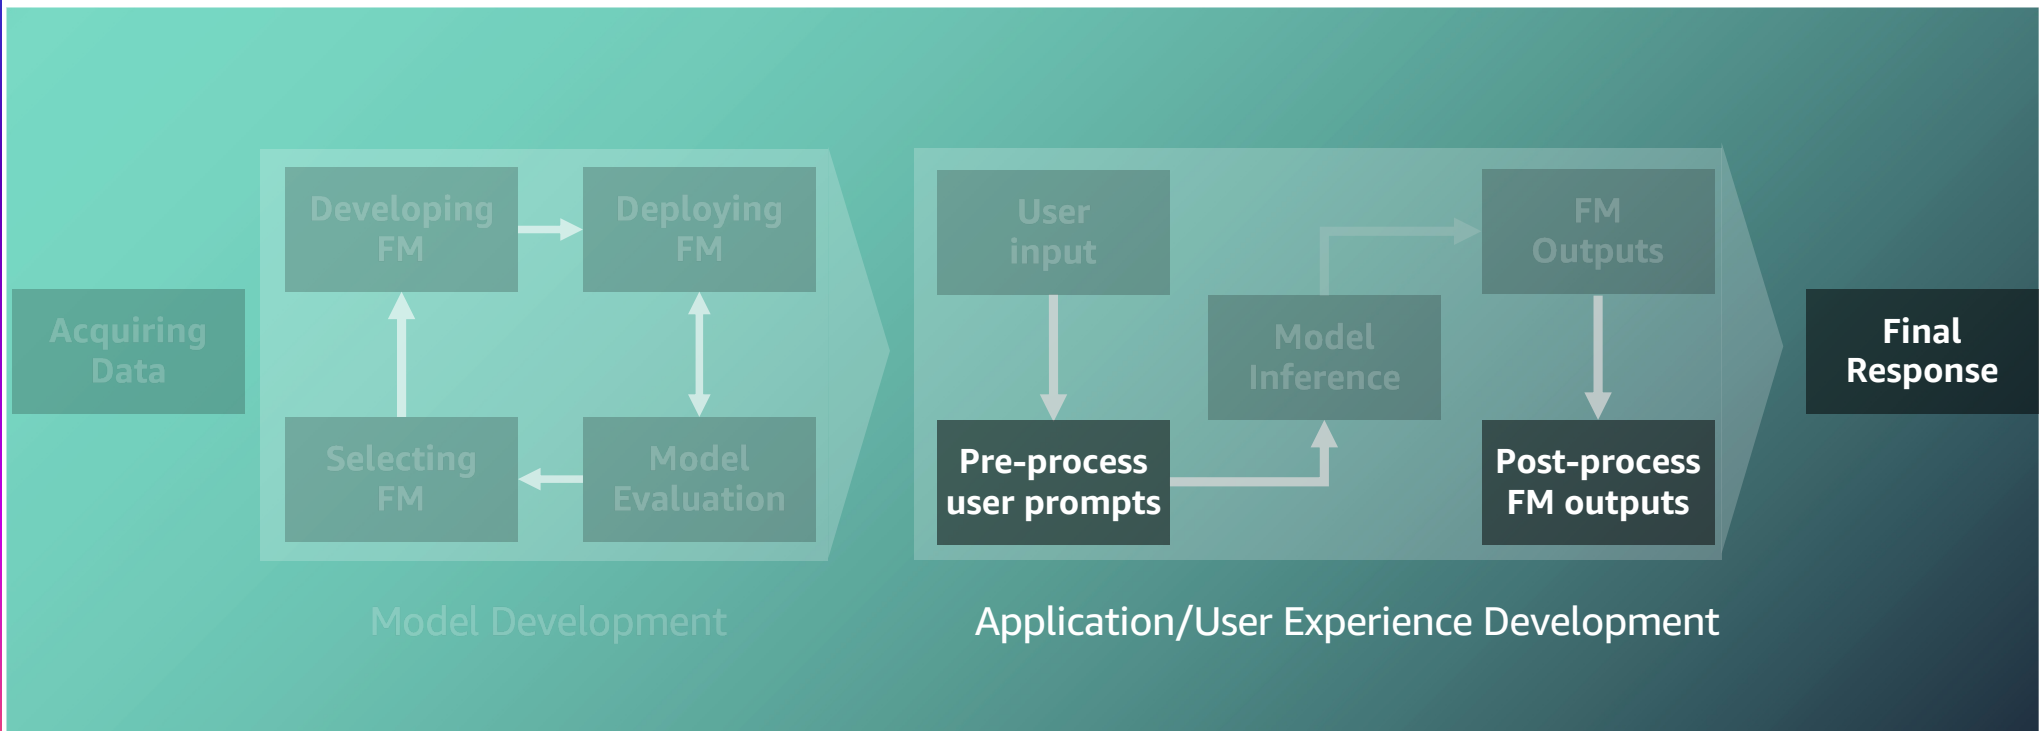 Acquiring
Data
Developing
FM
Deploying
FM
Selecting
FM
Model
Evaluation
Model Development
User
input
Pre-process
user prompts
Model
Inference
FM
Outputs
Post-process
FM outputs
Application/User Experience Development
Final
Response